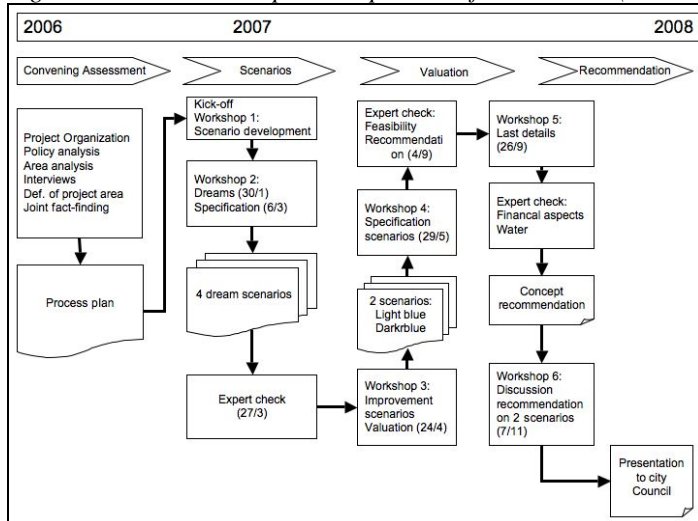 2006 2007 2008
Convening Assessment
Scenarios
Valuation
Recommendation
Project Organization
Policy analysis
Area analysis
Interviews
Def. of project area
Joint fact-finding
Process plan
Kick-off
Workshop 1:
Scenario development
Workshop 2:
Dreams (30/1)
Specification (6/3)
4 dream scenarios
Expert check
(27/3)
Workshop 3:
Improvement
scenarios
Valuation (24/4)
2 scenarios:
Light blue
Darkrblue
Workshop 4:
Specification
scenarios (29/5)
Expert check:
Feasibility
Recommendati
on (4/9)
Workshop 5:
Last details
(26/9)
Expert check:
Financal aspects
Water
Concept
recommendation
Workshop 6:
Discussion
recommendation
on 2 scenarios
(7/11)
Presentation
to city
Council